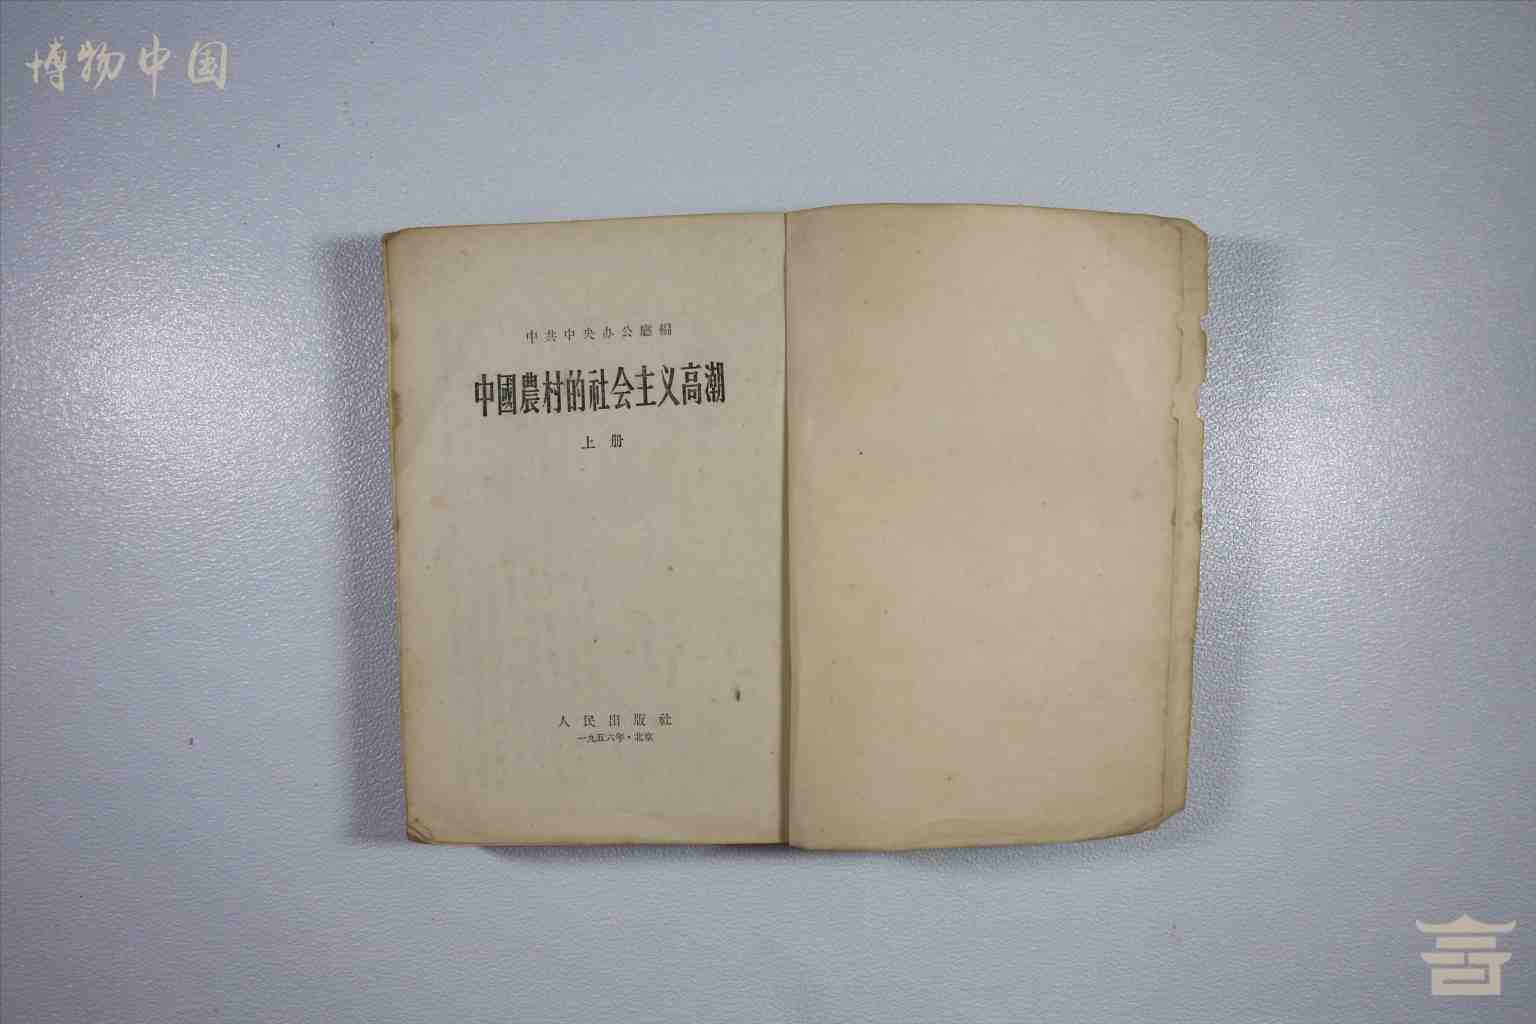 博物中国
中共中央办公廳編
中國農村的社会主义高潮
上册
人民出版社
一九五六年·北京